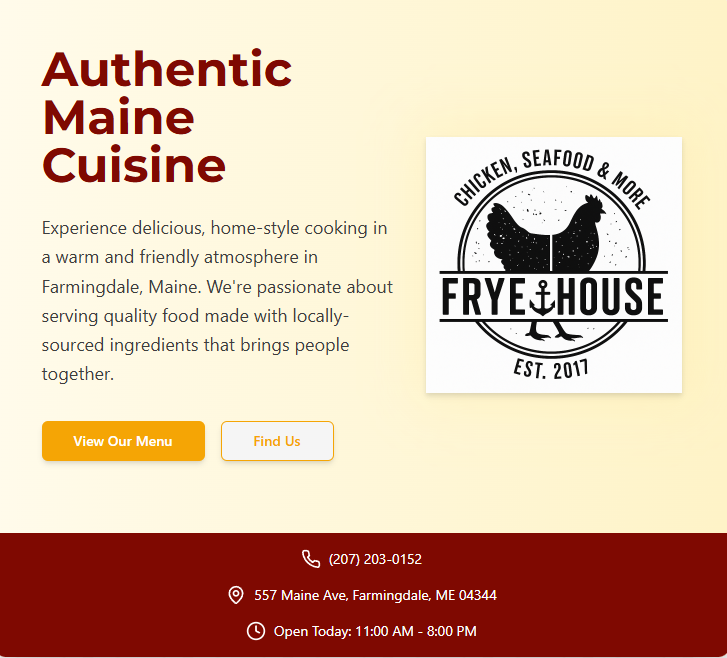 Authentic
Maine
Cuisine
Experience delicious, home-style cooking in
a warm and friendly atmosphere in
Farmingdale, Maine. We're passionate about
serving quality food made with locally-
sourced ingredients that brings people
together.
View Our Menu
Find Us
CHICKEN, SEAFOOD & MORE
FRYE HOUSE
EST. 2017
(207) 203-0152
557 Maine Ave, Farmingdale, ME 04344
Open Today: 11:00 AM - 8:00 PM